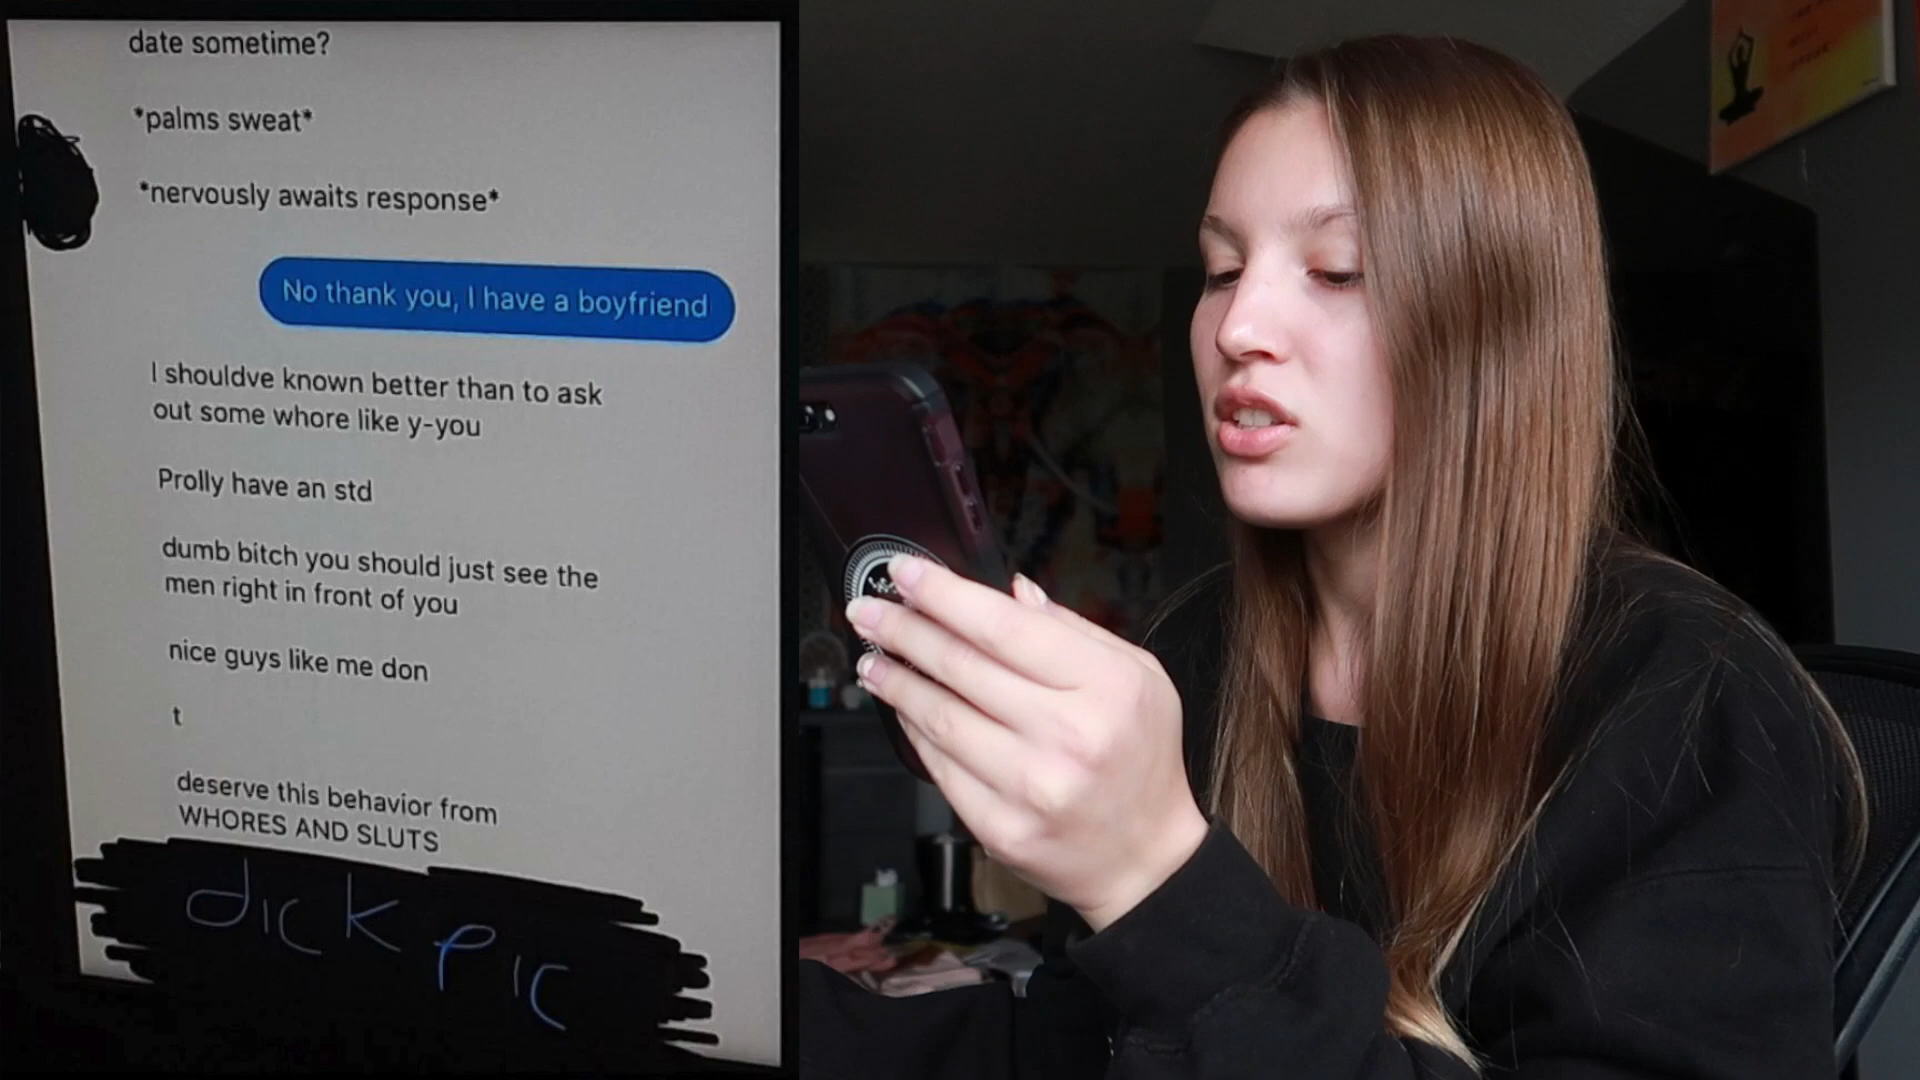 date sometime?
*palms sweat*
*nervously awaits response*
No thank you, I have a boyfriend
I shouldve known better than to ask
out some whore like y-you
Prolly have an std
dumb bitch you should just see the
men right in front of you
nice guys like me don
t
deserve this behavior from
WHORES AND SLUTS
dick pic